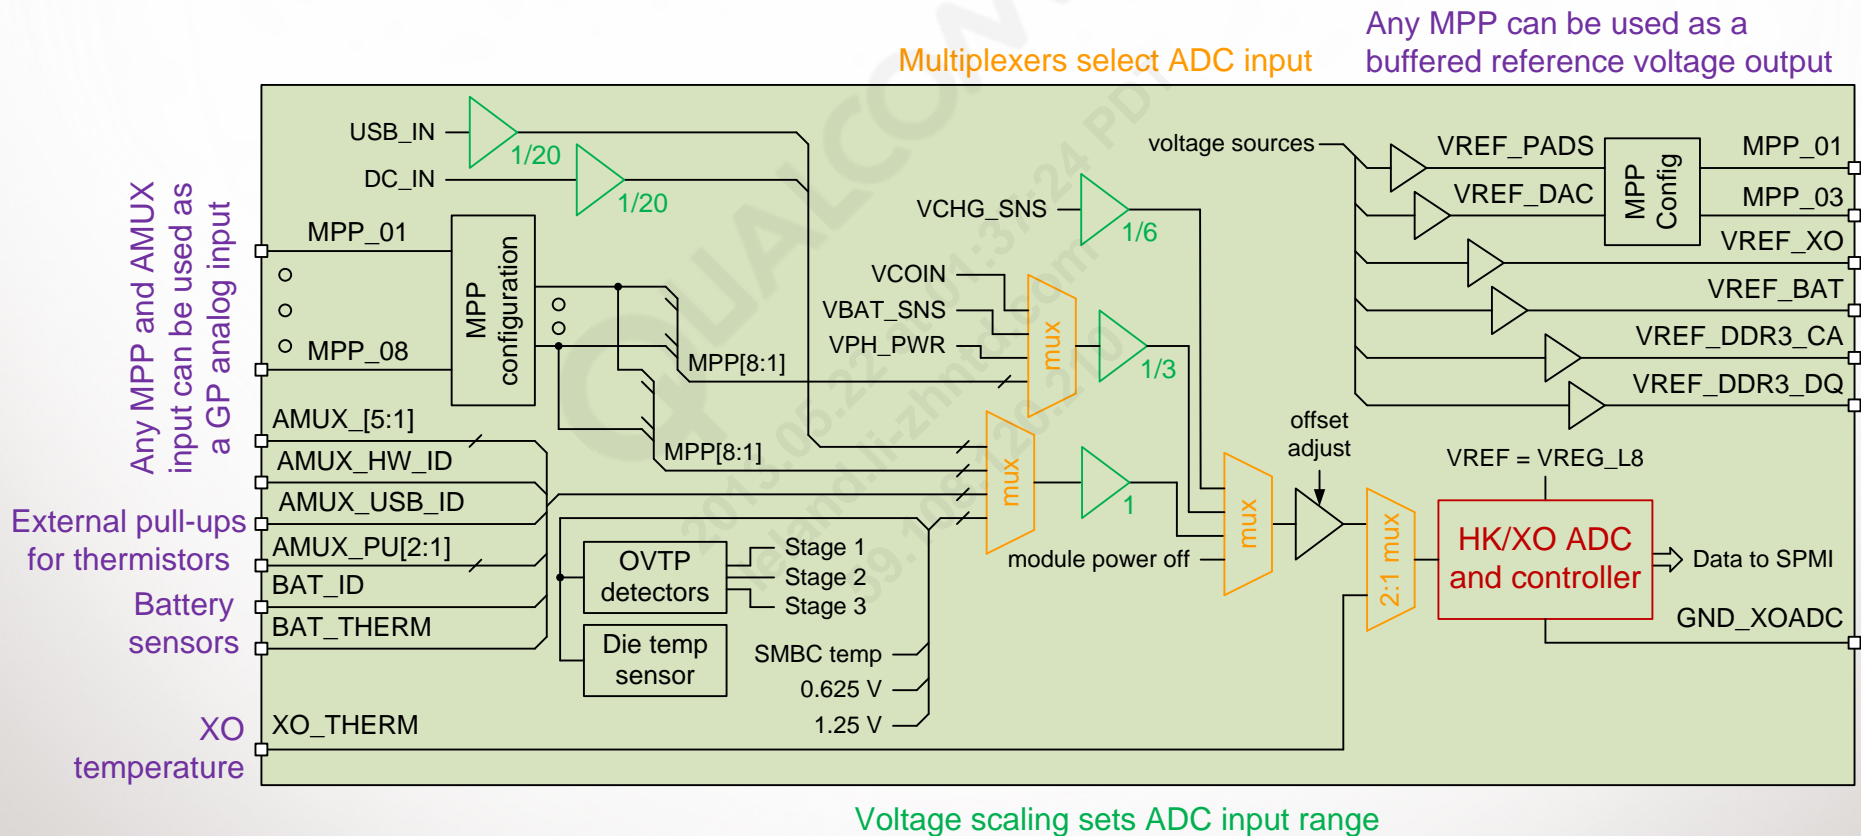 Any MPP can be used as a
buffered reference voltage output
Multiplexers select ADC input
USB_IN
1/20
DC_IN
1/20
voltage sources
VREF_PADS
MPP_01
VREF_DAC
MPP
Config
MPP_03
VREF_XO
VREF_BAT
VREF_DDR3_CA
VREF_DDR3_DQ
VCHG_SNS
1/6
Any MPP and AMUX
input can be used as
a GP analog input
MPP_01
MPP_08
MPP
configuration
MPP[8:1]
MPP[8:1]
VCOIN
VBAT_SNS
VPH_PWR
mux
1/3
AMUX_[5:1]
AMUX_HW_ID
AMUX_USB_ID
AMUX_PU[2:1]
BAT_ID
BAT_THERM
XO_THERM
External pull-ups
for thermistors
Battery
sensors
XO
temperature
mux
1
OVTP
detectors
Stage 1
Stage 2
Stage 3
Die temp
sensor
SMBC temp
0.625 V
1.25 V
module power off
mux
offset
adjust
2:1 mux
VREF = VREG_L8
HK/XO ADC
and controller
Data to SPMI
GND_XOADC
Voltage scaling sets ADC input range
QUALCOMM